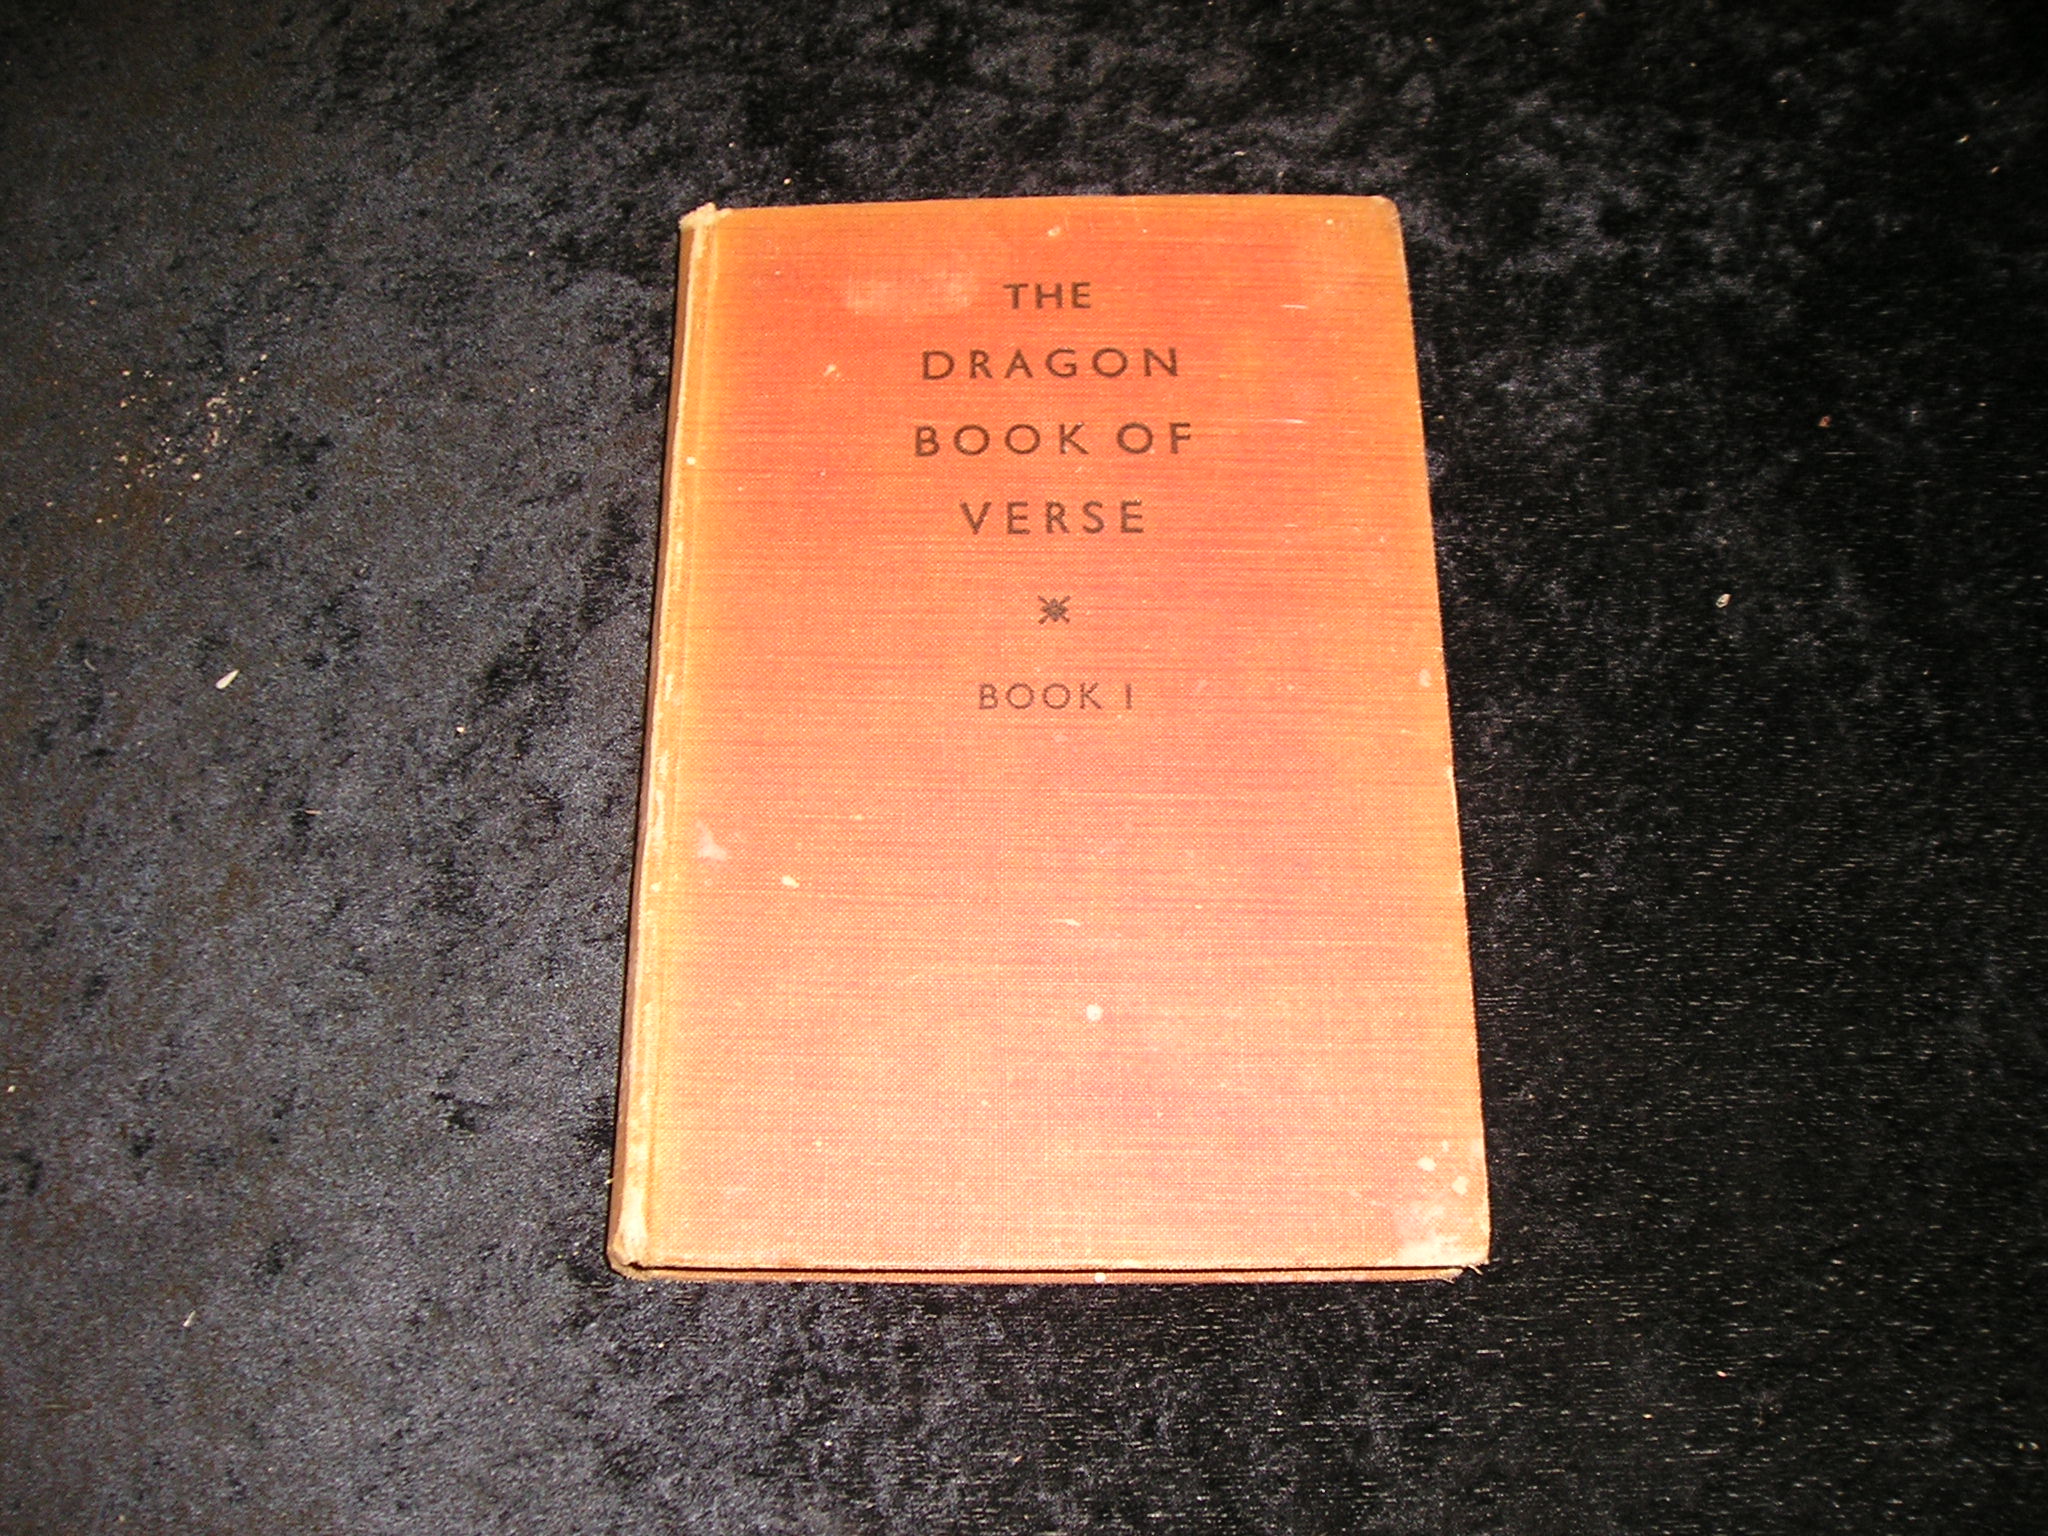 THE
DRAGON
BOOK OF
VERSE
BOOK I